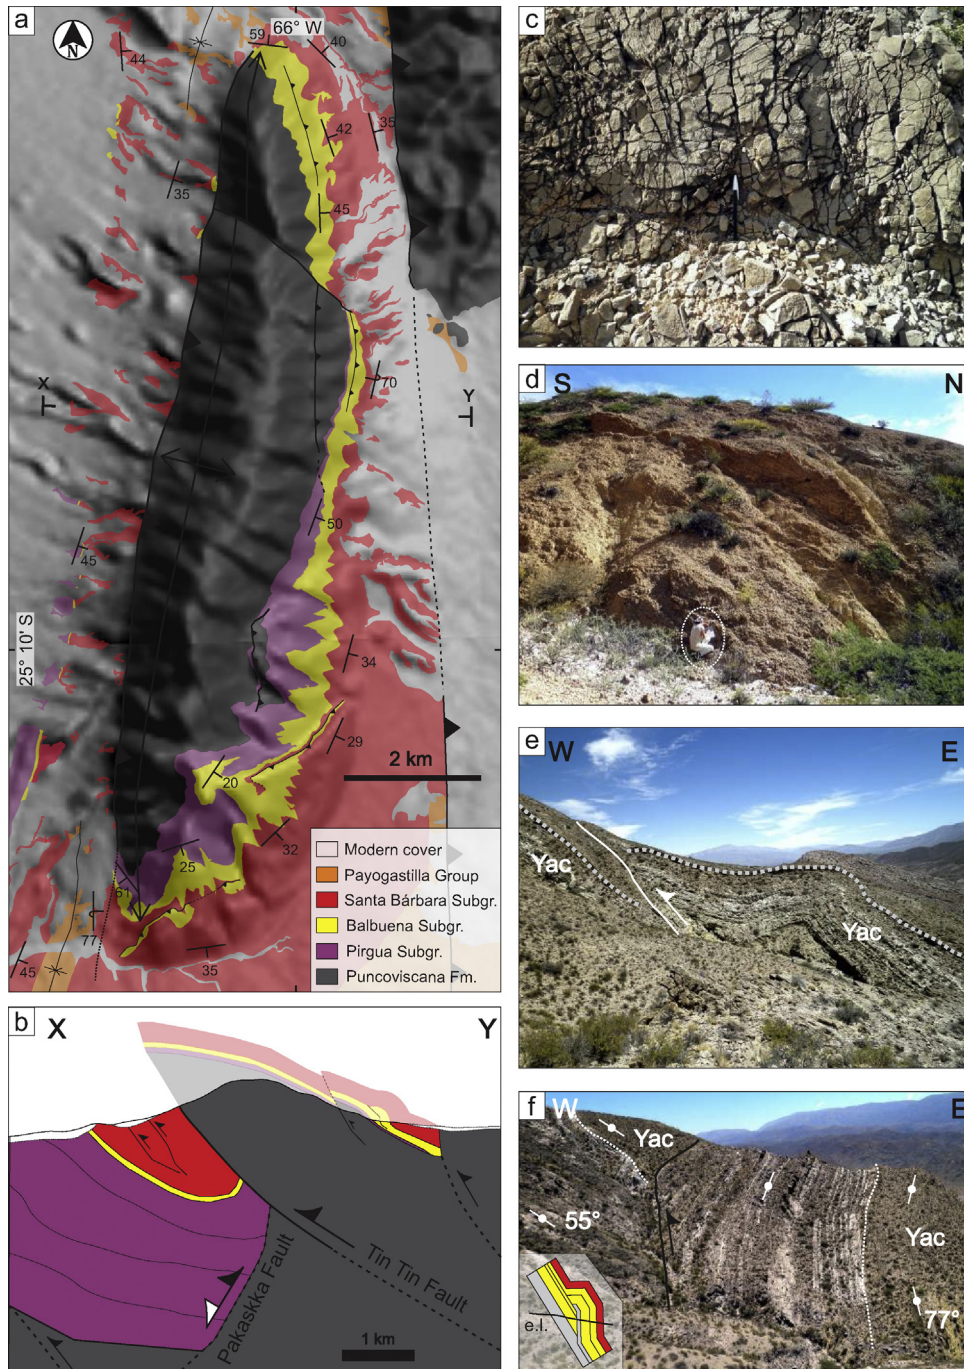 a
N
59
66° W
40
44
35
42
35
45
X
Y
70
50
45
25° 10' S
34
29
2 km
20
32
25
61
77
35
45
Modern cover
Payogastilla Group
Santa Bárbara Subgr.
Balbuena Subgr.
Pirgua Subgr.
Puncoviscana Fm.
b
X
Y
Pakaskka Fault
Tin Tin Fault
1 km
c
d
S
N
e
W
E
Yac
Yac
f
W
E
Yac
55°
Yac
77°
e.l.